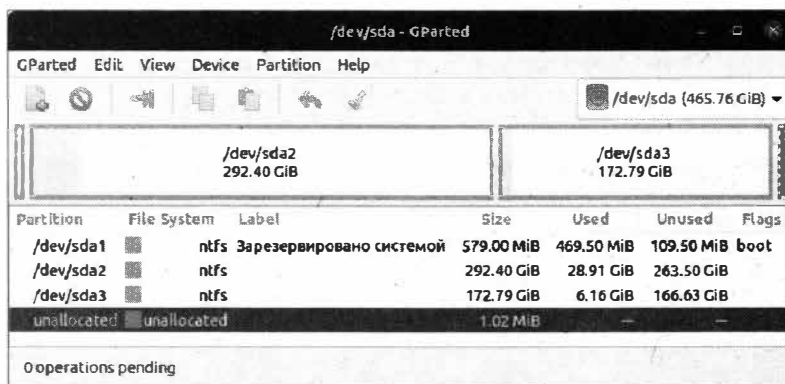 /dev/sda - GParted
GParted Edit View Device Partition Help
/dev/sda (465.76 GiB)
/dev/sda2
292.40 GiB
/dev/sda3
172.79 GiB
Partition File System Label Size Used Unused Flags
/dev/sda1 ntfs Зарезервировано системой 579.00 MiB 469.50 MiB 109.50 MiB boot
/dev/sda2 ntfs 292.40 GiB 28.91 GiB 263.50 GiB
/dev/sda3 ntfs 172.79 GiB 6.16 GiB 166.63 GiB
unallocated unallocated 1.02 MiB — —
0 operations pending